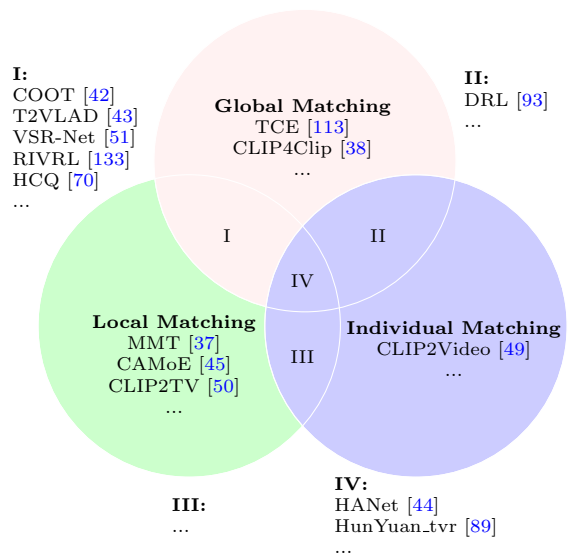 I:
COOT [42]
T2VLAD [43]
VSR-Net [51]
RIVRL [133]
HCQ [70]
...
Global Matching
TCE [113]
CLIP4Clip [38]
...
II:
DRL [93]
...
I
II
IV
III
Local Matching
MMT [37]
CAMoE [45]
CLIP2TV [50]
...
Individual Matching
CLIP2Video [49]
...
III:
...
IV:
HANet [44]
HunYuan_tvr [89]
...